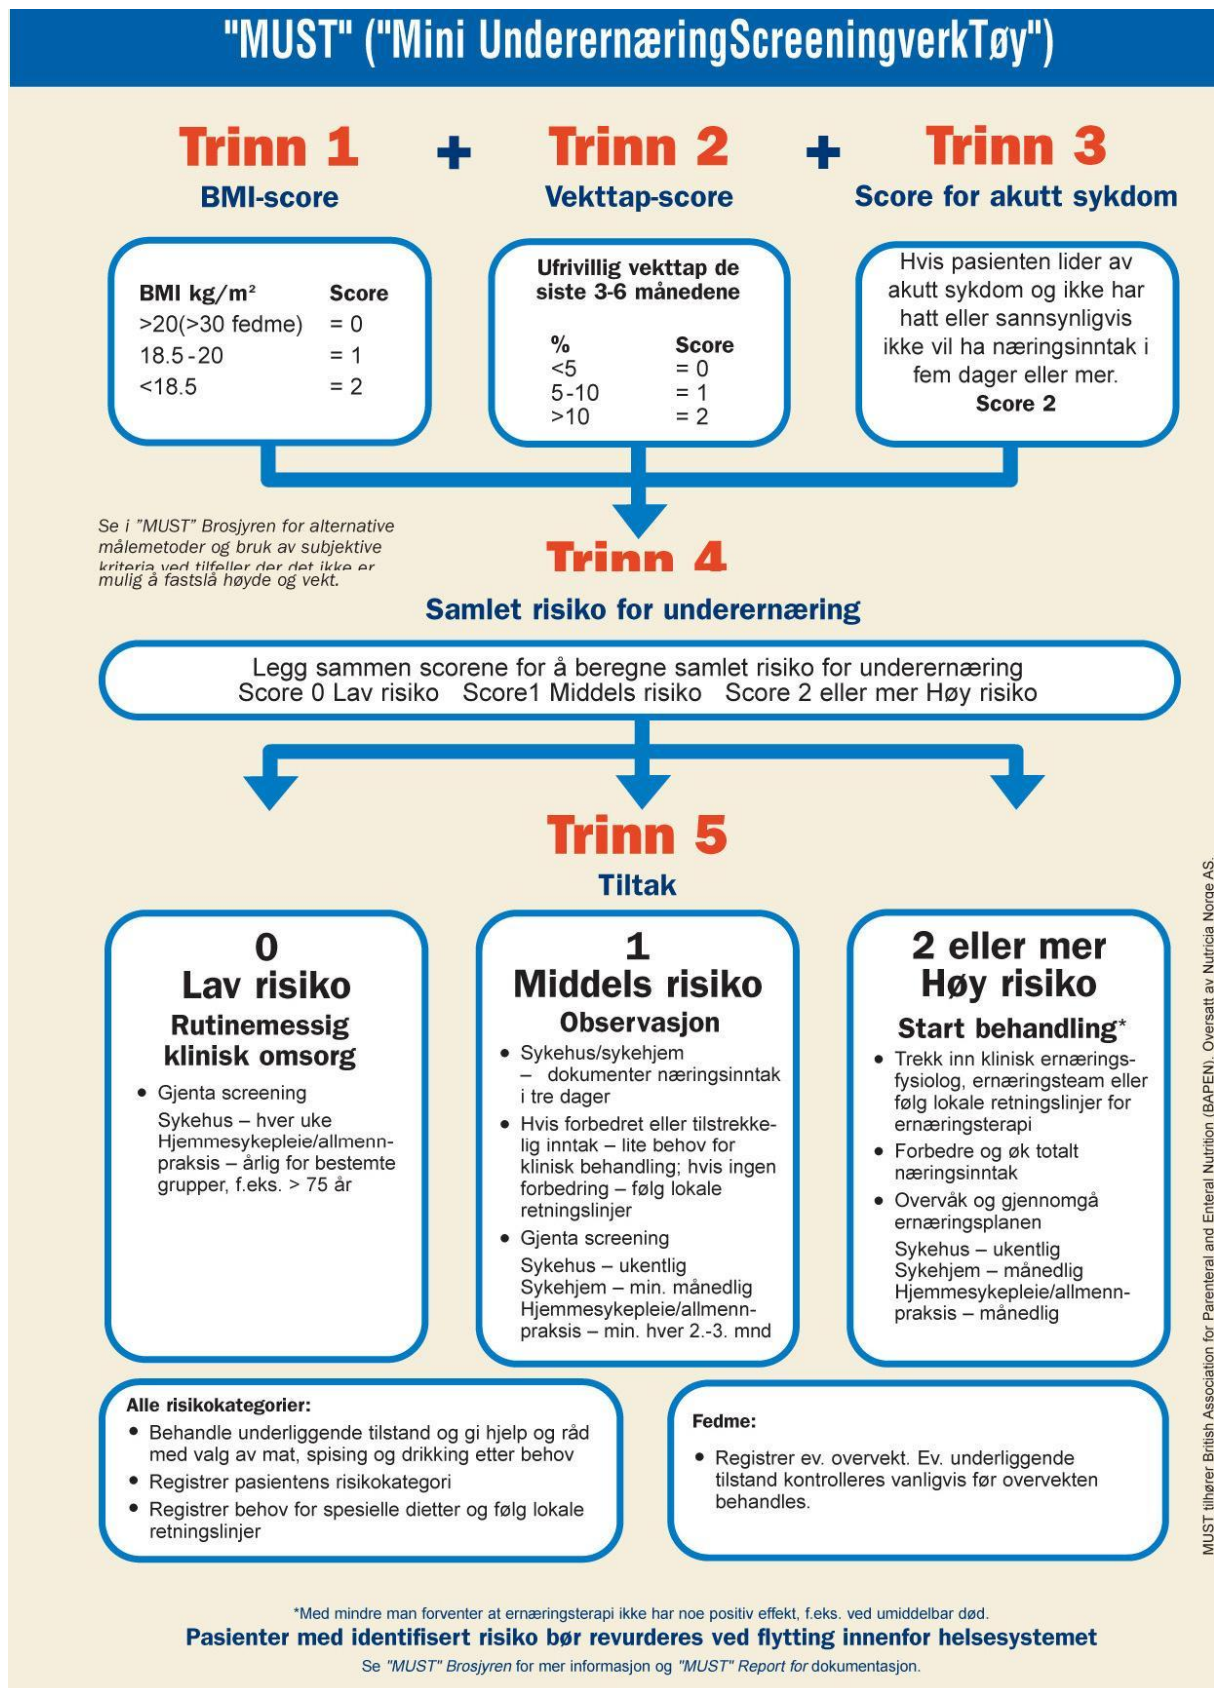 "MUST" ("Mini UnderernæringScreeningverkTøy")
Trinn 1 + Trinn 2 + Trinn 3
BMI-score
Vekttap-score
Score for akutt sykdom
BMI kg/m² Score
>20(>30 fedme) = 0
18.5-20 = 1
<18.5 = 2
Ufrivillig vekttap de
siste 3-6 månedene
% Score
<5 = 0
5-10 = 1
>10 = 2
Hvis pasienten lider av
akutt sykdom og ikke har
hatt eller sannsynligvis
ikke vil ha næringsinntak i
fem dager eller mer.
Score 2
Se i "MUST" Brosjyren for alternative
målemetoder og bruk av subjektive
kriteria ved tilfeller der det ikke er
mulig å fastslå høyde og vekt.
Trinn 4
Samlet risiko for underernæring
Legg sammen scorene for å beregne samlet risiko for underernæring
Score 0 Lav risiko Score1 Middels risiko Score 2 eller mer Høy risiko
Trinn 5
Tiltak
0
Lav risiko
Rutinemessig
klinisk omsorg
• Gjenta screening
Sykehus – hver uke
Hjemmesykepleie/allmenn-
praksis – årlig for bestemte
grupper, f.eks. > 75 år
1
Middels risiko
Observasjon
• Sykehus/sykehjem
– dokumenter næringsinntak
i tre dager
• Hvis forbedret eller tilstrekke-
lig inntak – lite behov for
klinisk behandling; hvis ingen
forbedring – følg lokale
retningslinjer
• Gjenta screening
Sykehus – ukentlig
Sykehjem – min. månedlig
Hjemmesykepleie/allmenn-
praksis – min. hver 2.-3. mnd
2 eller mer
Høy risiko
Start behandling*
• Trekk inn klinisk ernærings-
fysiolog, ernæringsteam eller
følg lokale retningslinjer for
ernæringsterapi
• Forbedre og øk totalt
næringsinntak
• Overvåk og gjennomgå
ernæringsplanen
Sykehus – ukentlig
Sykehjem – månedlig
Hjemmesykepleie/allmenn-
praksis – månedlig
Alle risikokategorier:
• Behandle underliggende tilstand og gi hjelp og råd
med valg av mat, spising og drikking etter behov
• Registrer pasientens risikokategori
• Registrer behov for spesielle dietter og følg lokale
retningslinjer
Fedme:
• Registrer ev. overvekt. Ev. underliggende
tilstand kontrolleres vanligvis før overvekten
behandles.
MUST tilhører British Association for Parenteral and Enteral Nutrition (BAPEN). Oversatt av Nutricia Norge AS.
*Med mindre man forventer at ernæringsterapi ikke har noe positiv effekt, f.eks. ved umiddelbar død.
Pasienter med identifisert risiko bør revurderes ved flytting innenfor helsesystemet
Se "MUST" Brosjyren for mer informasjon og "MUST" Report for dokumentasjon.